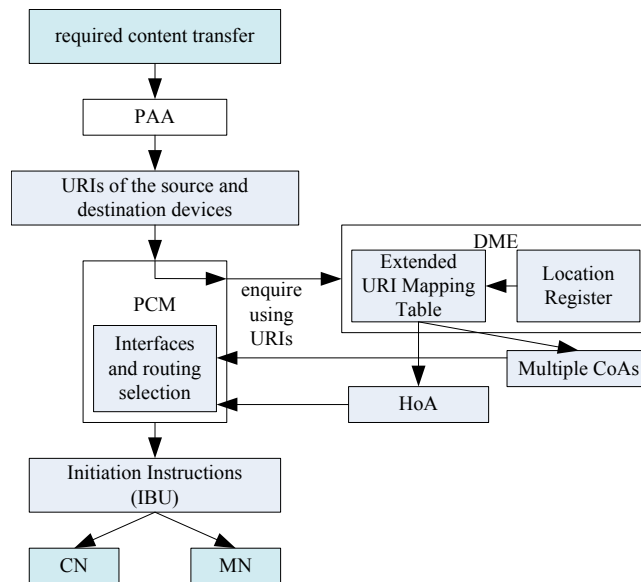 required content transfer
PAA
URIs of the source and
destination devices
DME
Extended
URI Mapping
Table
Location
Register
PCM
enquire
using
URIs
Interfaces
and routing
selection
Multiple CoAs
HoA
Initiation Instructions
(IBU)
CN
MN